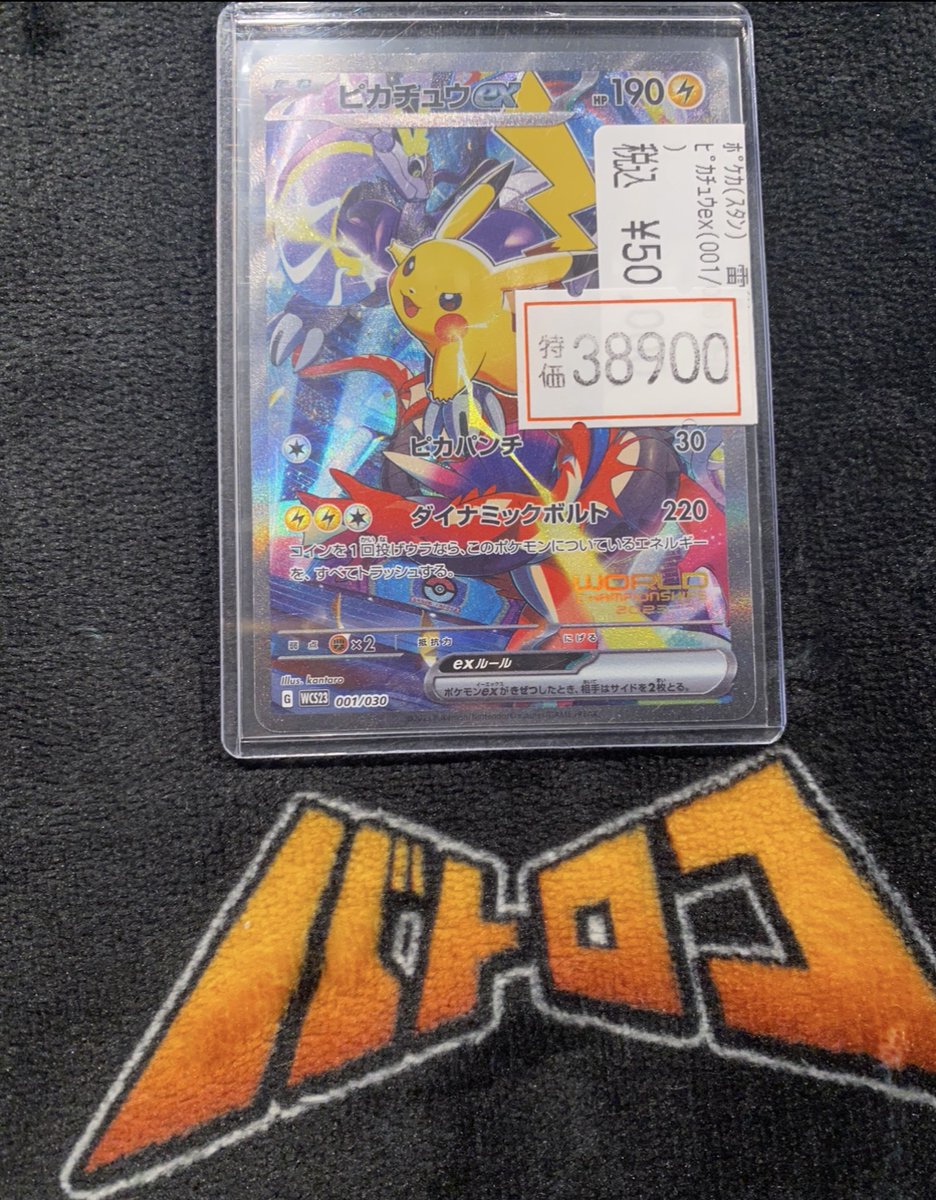 ピカチュウex HP190
ポケカ(スタン) 雷
ピカチュウex(001/
)
税込 ¥50
特価 38900
ピカパンチ 30
ダイナミックボルト 220
コインを1回投げウラなら、このポケモンについているエネルギー
を、すべてトラッシュする。
WORLD
CHAMPIONSHIPS
2023
弱点 ×2 抵抗力 にげる
exルール
ポケモンexがきぜつしたとき、相手はサイドを2枚とる。
Illus. kantaro
G WCS23 001/030
バトロコ